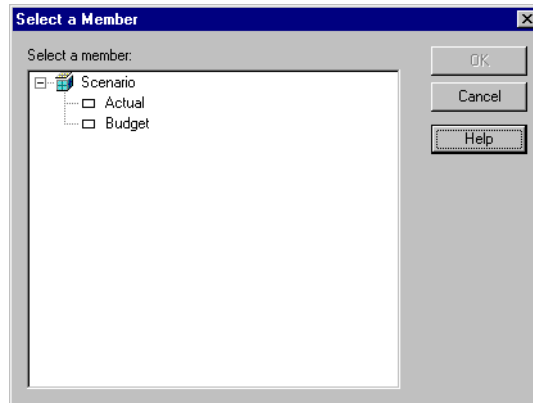 Select a Member
Select a member:
OK
Scenario
Actual
Cancel
Budget
Help